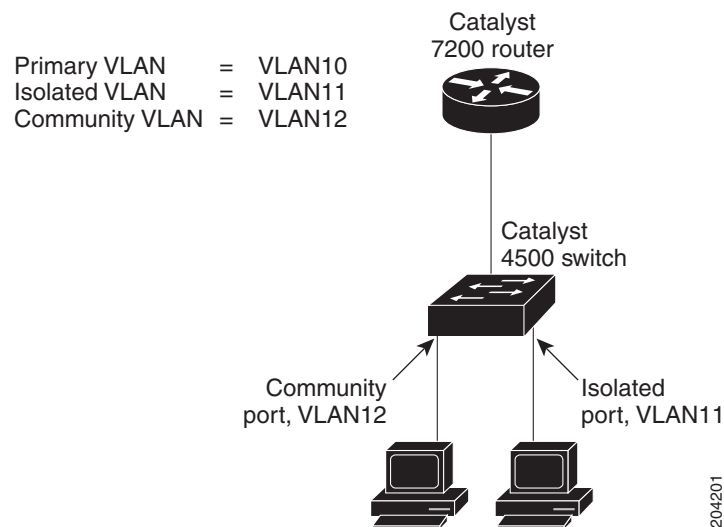 Catalyst
7200 router
Primary VLAN = VLAN10
Isolated VLAN = VLAN11
Community VLAN = VLAN12
Catalyst
4500 switch
Community
port, VLAN12
Isolated
port, VLAN11
204201